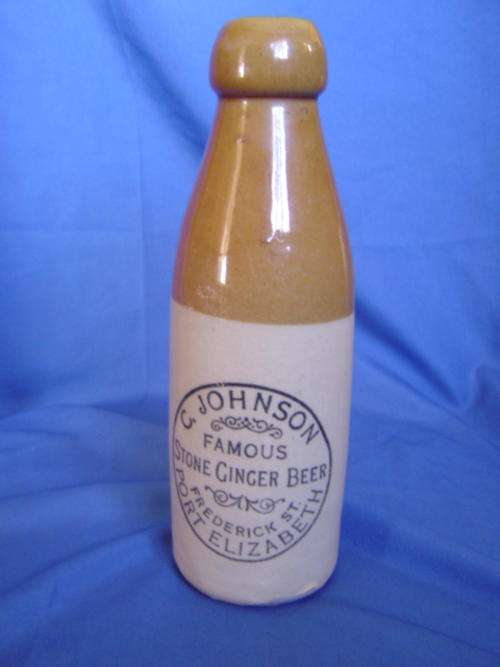 C JOHNSON
FAMOUS
STONE GINGER BEER
FREDERICK ST.
PORT ELIZABETH